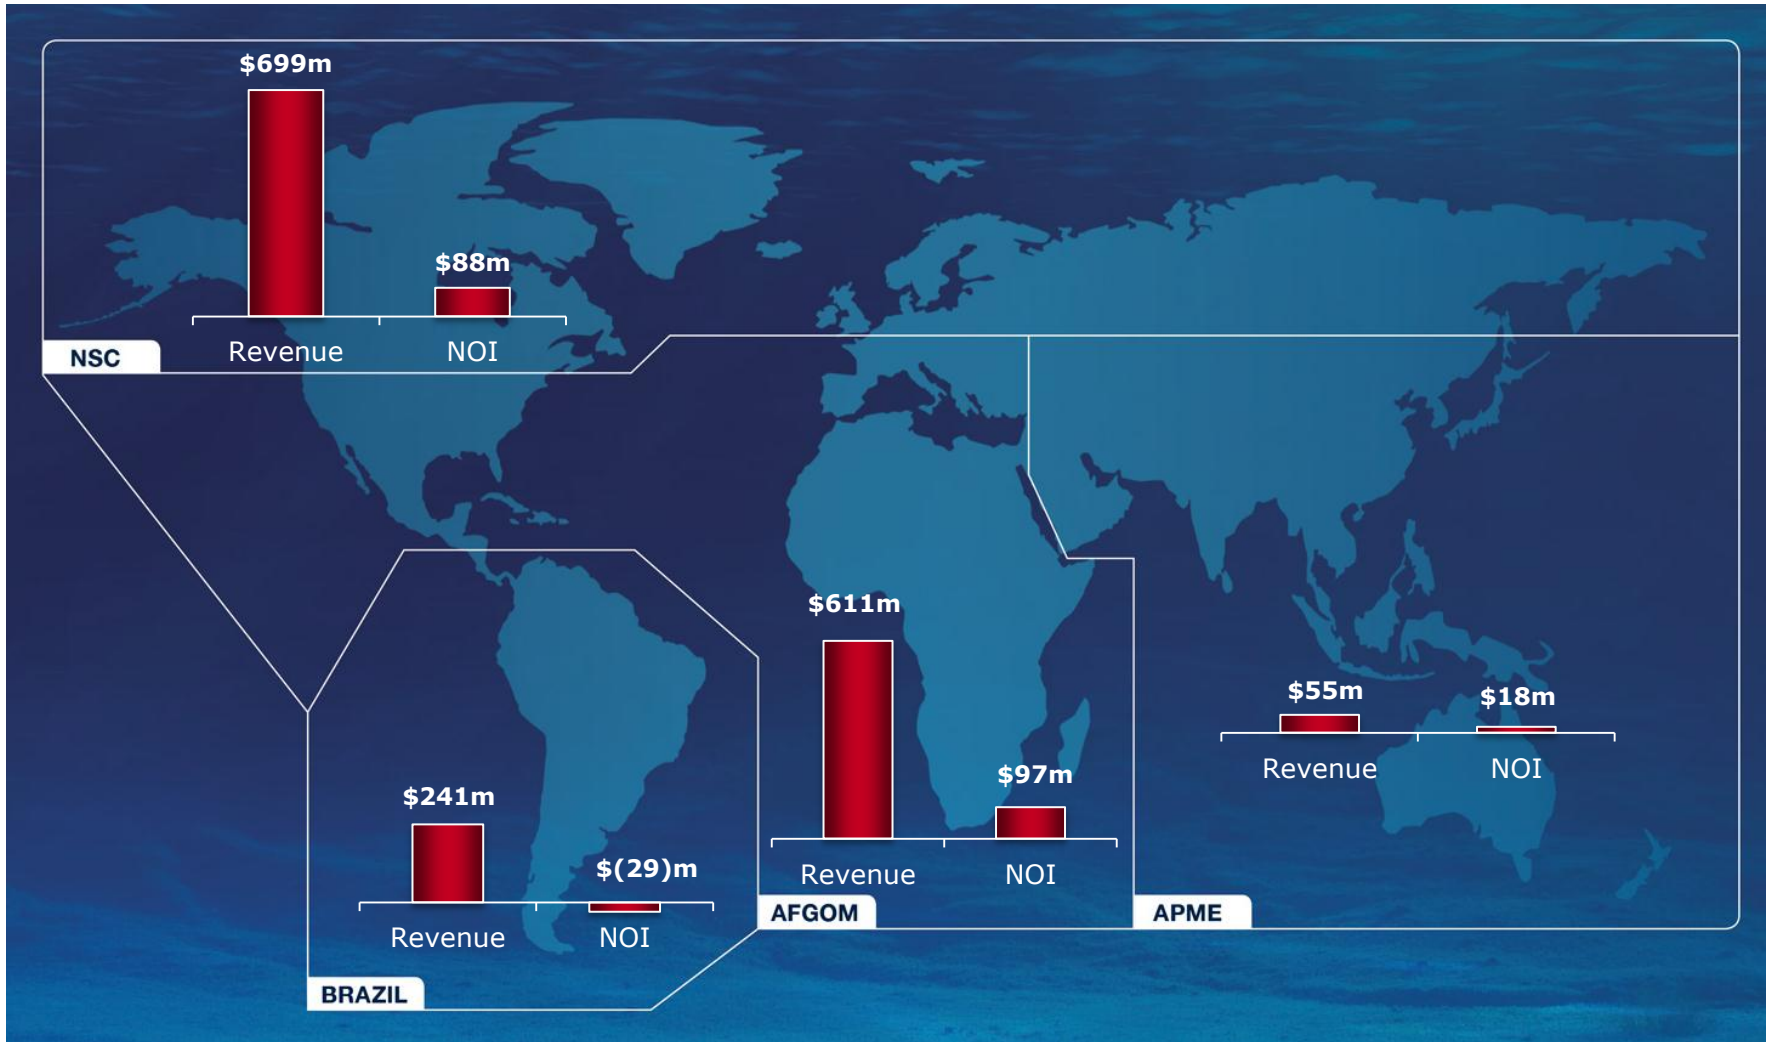 $699m
$88m
Revenue NOI
NSC
$611m
$97m
Revenue NOI
AFGOM
$55m
$18m
Revenue NOI
APME
$241m
$(29)m
Revenue NOI
BRAZIL